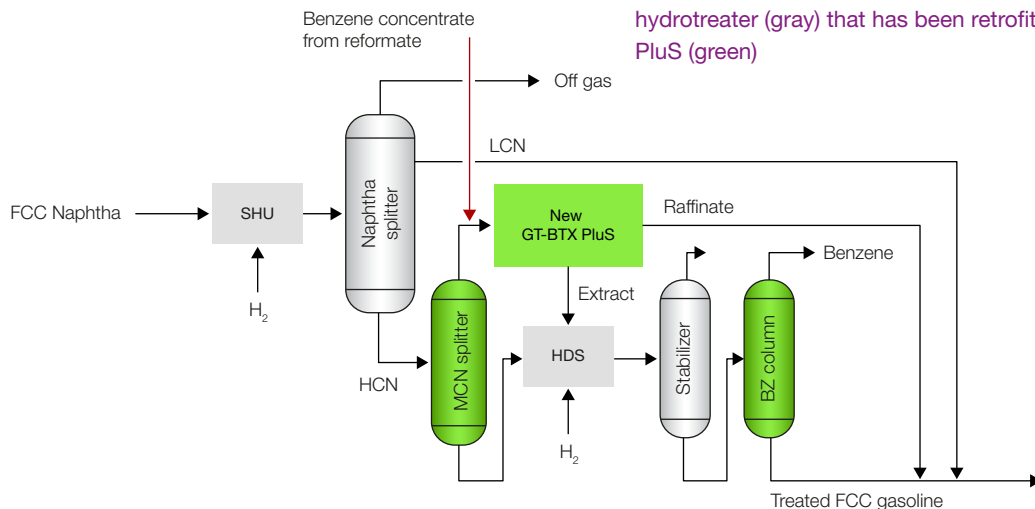 Benzene concentrate
from reformate
hydrotreater (gray) that has been retrofit
PluS (green)
Off gas
LCN
FCC Naphtha
SHU
Naphtha
splitter
New
GT-BTX PluS
Raffinate
Benzene
Extract
H₂
HCN
MCN splitter
HDS
Stabilizer
BZ column
H₂
Treated FCC gasoline